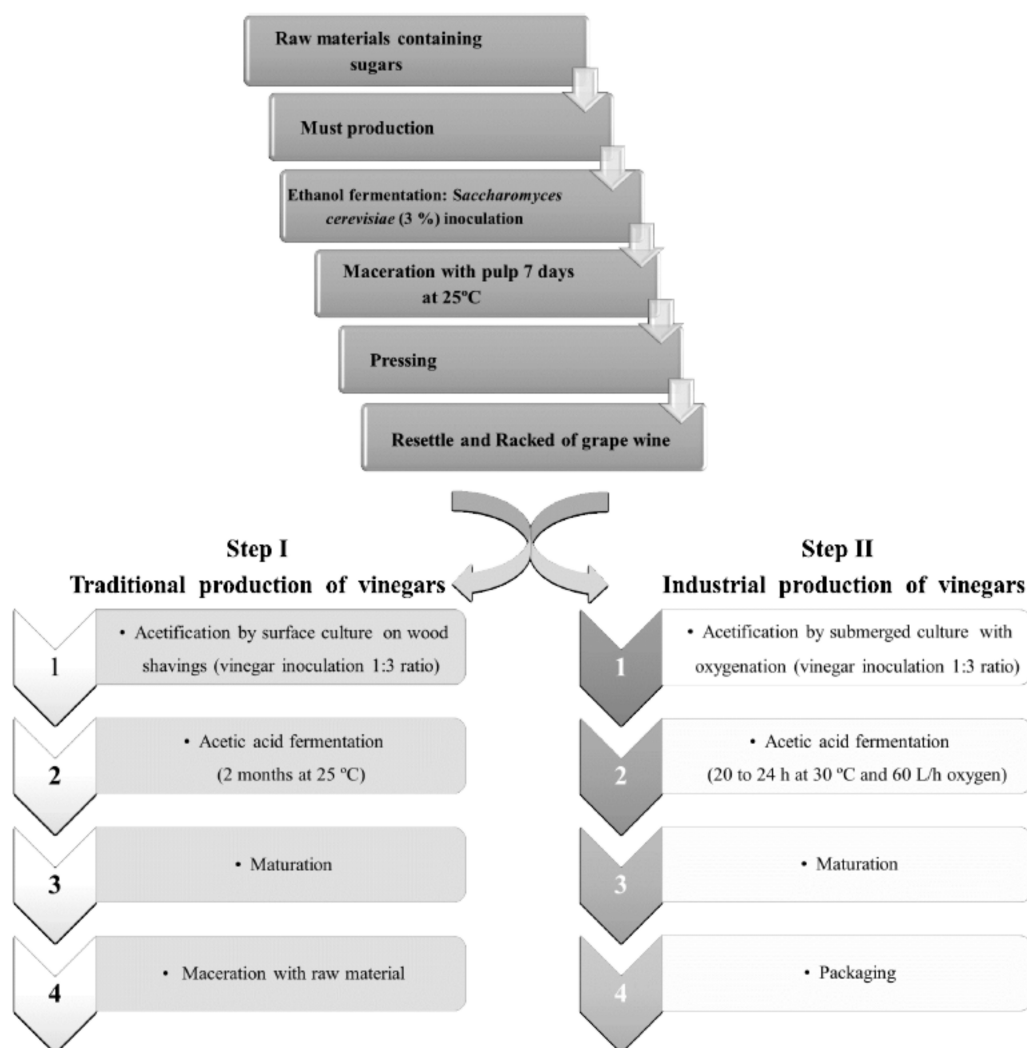 Raw materials containing
sugars
Must production
Ethanol fermentation: Saccharomyces
cerevisiae (3 %) inoculation
Maceration with pulp 7 days
at 25ºC
Pressing
Resettle and Racked of grape wine
Step I
Traditional production of vinegars
1
• Acetification by surface culture on wood
shavings (vinegar inoculation 1:3 ratio)
2
• Acetic acid fermentation
(2 months at 25 ºC)
3
• Maturation
4
• Maceration with raw material
Step II
Industrial production of vinegars
1
• Acetification by submerged culture with
oxygenation (vinegar inoculation 1:3 ratio)
2
• Acetic acid fermentation
(20 to 24 h at 30 ºC and 60 L/h oxygen)
3
• Maturation
4
• Packaging